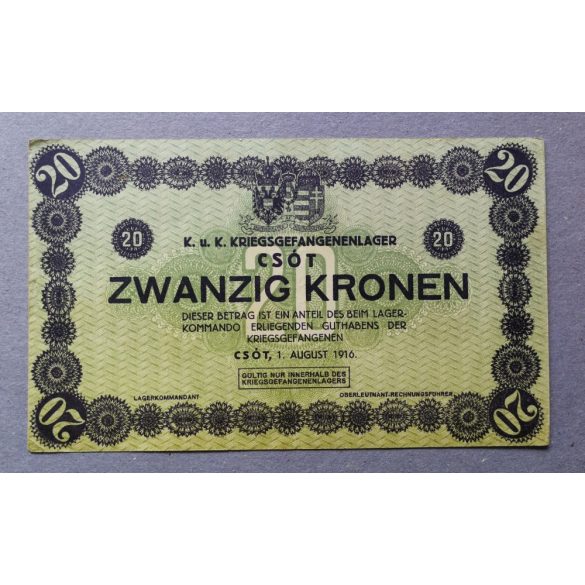 20 20
K. u. K. KRIEGSGEFANGENENLAGER
20 CSÓT 20
ZWANZIG KRONEN
20
DIESER BETRAG IST EIN ANTEIL DES BEIM LAGER-
KOMMANDO ERLIEGENDEN GUTHABENS DER
KRIEGSGEFANGENEN
CSÓT, 1. AUGUST 1916.
GÜLTIG NUR INNERHALB DES
KRIEGSGEFANGENENLAGERS
LAGERKOMMANDANT OBERLEUTNANT-RECHNUNGSFÜHRER
20 20